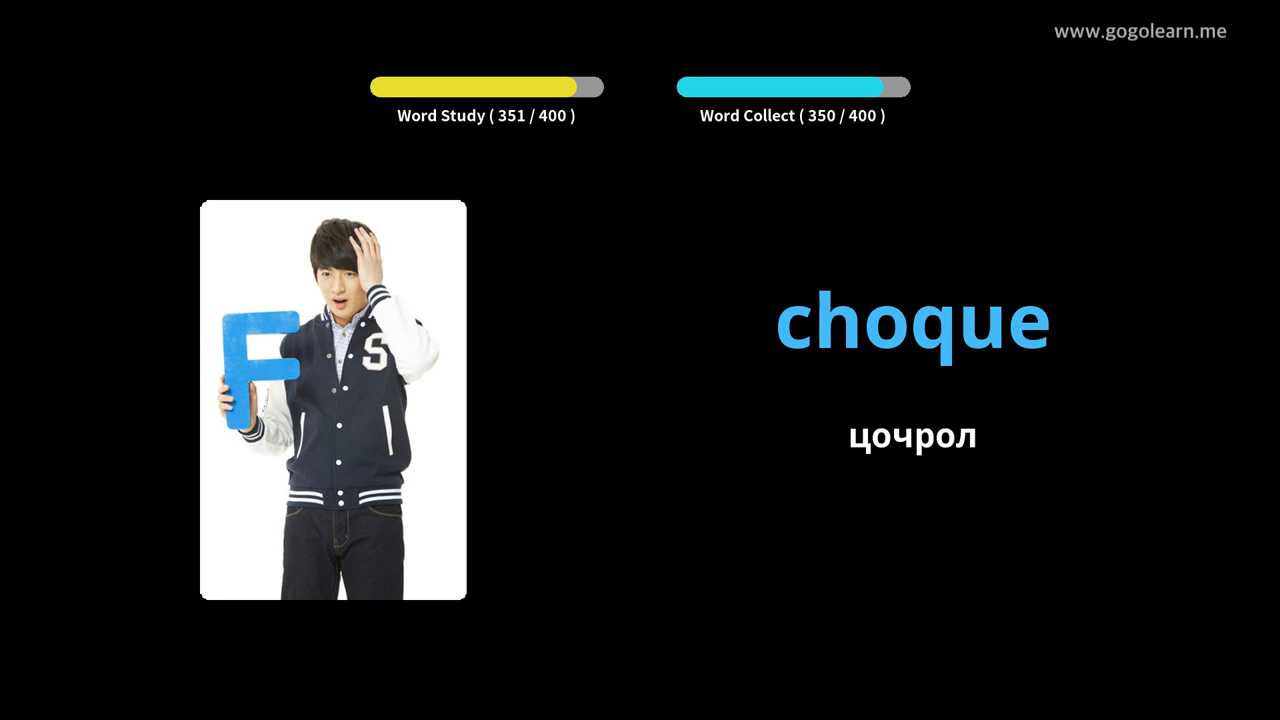 www.gogolearn.me
Word Study ( 351 / 400 )
Word Collect ( 350 / 400 )
F
S
choque
цочрол